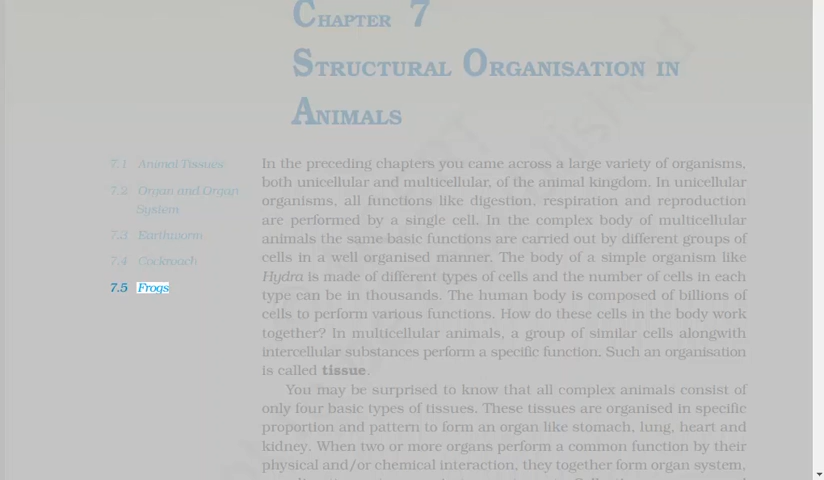 CHAPTER 7
STRUCTURAL ORGANISATION IN
ANIMALS
7.1 Animal Tissues
7.2 Organ and Organ
System
7.3 Earthworm
7.4 Cockroach
7.5 Frogs
In the preceding chapters you came across a large variety of organisms,
both unicellular and multicellular, of the animal kingdom. In unicellular
organisms, all functions like digestion, respiration and reproduction
are performed by a single cell. In the complex body of multicellular
animals the same basic functions are carried out by different groups of
cells in a well organised manner. The body of a simple organism like
Hydra is made of different types of cells and the number of cells in each
type can be in thousands. The human body is composed of billions of
cells to perform various functions. How do these cells in the body work
together? In multicellular animals, a group of similar cells alongwith
intercellular substances perform a specific function. Such an organisation
is called tissue.
You may be surprised to know that all complex animals consist of
only four basic types of tissues. These tissues are organised in specific
proportion and pattern to form an organ like stomach, lung, heart and
kidney. When two or more organs perform a common function by their
physical and/or chemical interaction, they together form organ system,